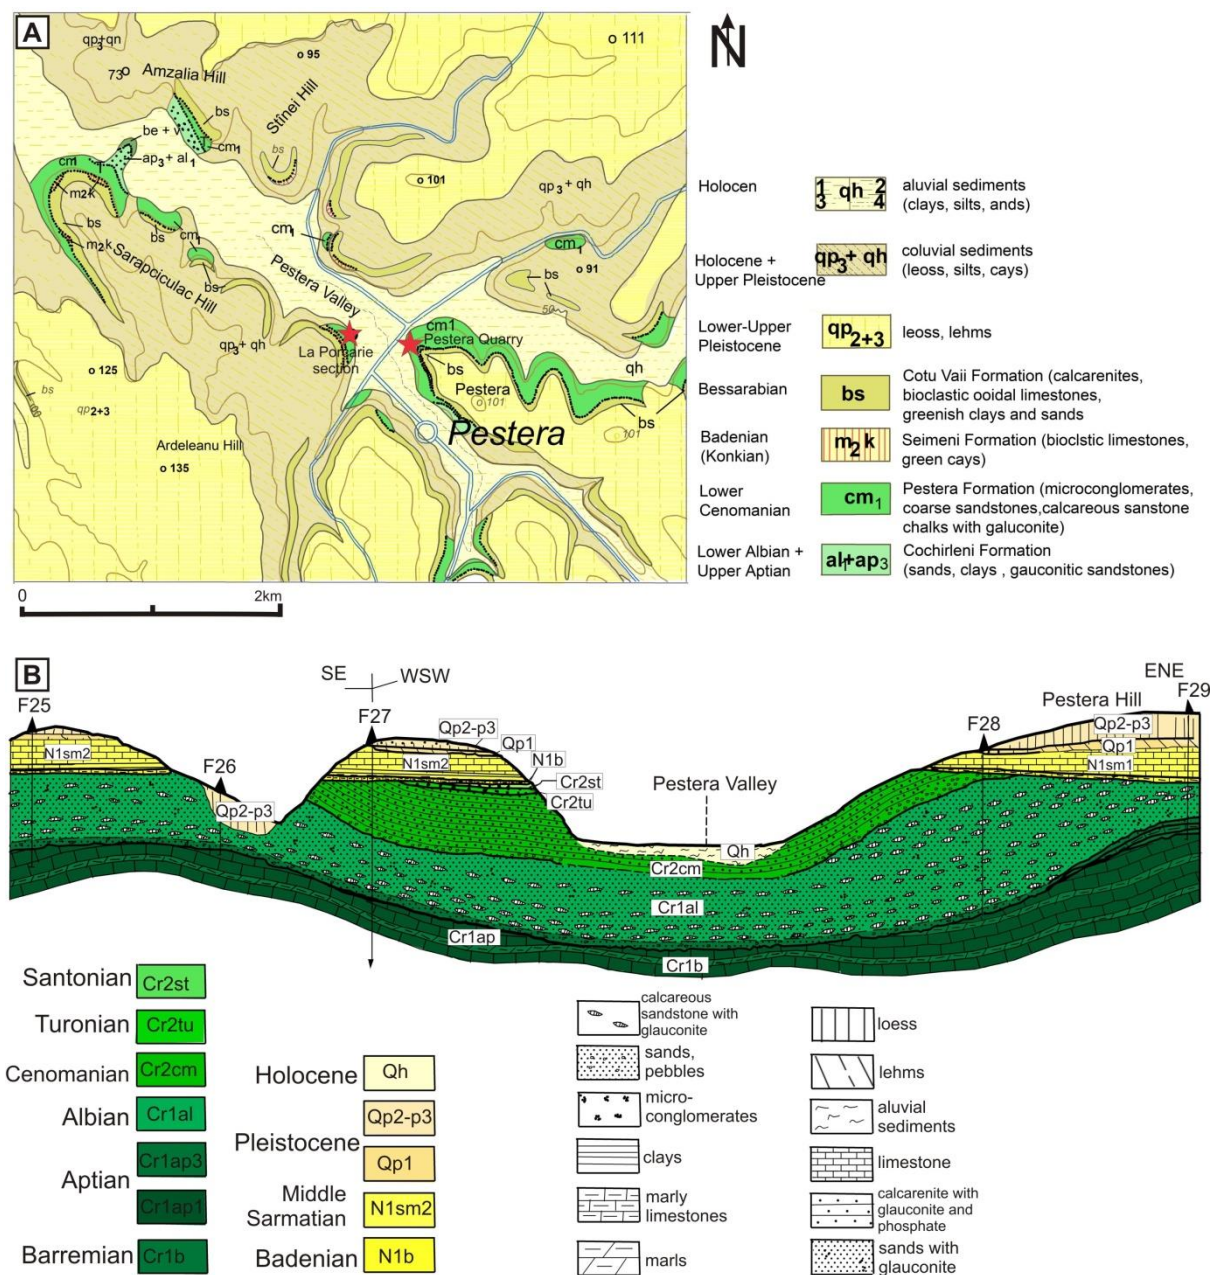 A
N
qp3+qn
73
Amzalia Hill
95
Stînei Hill
111
bs
be + v
ap3 + al1
cm1
cm1
bs
101
qp3 + qh
m2k
bs
m2k
bs
cm1
bs
Sarapciculac Hill
cm1
Pestera Valley
cm1
91
bs
50
qp3 + qh
La Pomarie
section
cm1
Pestera Quarry
qh
bs
Pestera
101
bs
101
125
bs
qp2+3
Ardeleanu Hill
135
Pestera
0
2km
Holocen
1 3 qh 2 4
aluvial sediments
(clays, silts, ands)
Holocene +
Upper Pleistocene
qp3+ qh
coluvial sediments
(leoss, silts, cays)
Lower-Upper
Pleistocene
qp2+3
leoss, lehms
Bessarabian
bs
Cotu Vaii Formation (calcarenites,
bioclastic ooidal limestones,
greenish clays and sands
Badenian
(Konkian)
m2k
Seimeni Formation (bioclstic limestones,
green cays)
Lower
Cenomanian
cm1
Pestera Formation (microconglomerates,
coarse sandstones,calcareous sanstone
chalks with galuconite)
Lower Albian +
Upper Aptian
al1+ap3
Cochirleni Formation
(sands, clays , gauconitic sandstones)
B
SE
WSW
ENE
F25
F26
F27
F28
F29
Pestera Hill
Qp2-p3
Qp1
N1sm1
N1sm2
Qp2-p3
Qp2-p3
Qp1
N1sm2
N1b
Cr2st
Cr2tu
Pestera Valley
Qh
Cr2cm
Cr1al
Cr1ap
Cr1b
Santonian
Cr2st
Turonian
Cr2tu
Cenomanian
Cr2cm
Albian
Cr1al
Aptian
Cr1ap3
Cr1ap1
Barremian
Cr1b
Holocene
Qh
Pleistocene
Qp2-p3
Qp1
Middle
Sarmatian
N1sm2
Badenian
N1b
calcareous
sandstone with
glauconite
sands,
pebbles
micro-
conglomerates
clays
marly
limestones
marls
loess
lehms
aluvial
sediments
limestone
calcarenite with
glauconite and
phosphate
sands with
glauconite